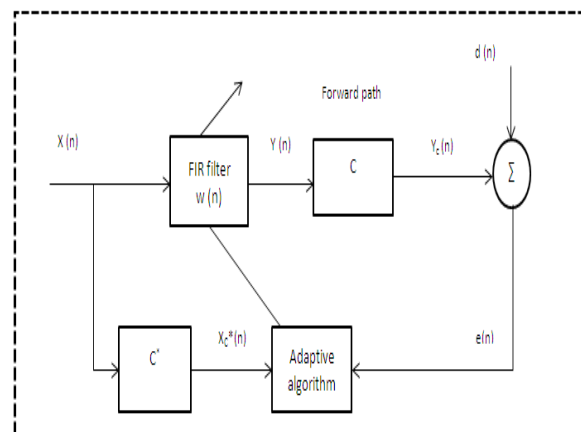 d (n)
Forward path
X (n)
FIR filter
w (n)
Y (n)
C
Yc (n)
Σ
C*
Xc*(n)
Adaptive
algorithm
e(n)